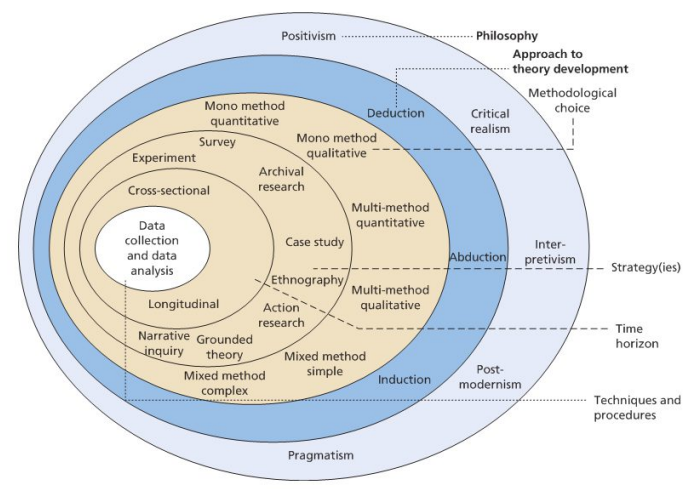 Positivism
Philosophy
Approach to
theory development
Methodological
choice
Mono method
quantitative
Deduction
Critical
realism
Survey
Mono method
qualitative
Experiment
Archival
research
Cross-sectional
Multi-method
quantitative
Data
collection
and data
analysis
Case study
Abduction
Inter-
pretivism
Strategy(ies)
Ethnography
Multi-method
qualitative
Longitudinal
Action
research
Time
horizon
Narrative
inquiry
Grounded
theory
Mixed method
simple
Mixed method
complex
Induction
Post-
modernism
Techniques and
procedures
Pragmatism